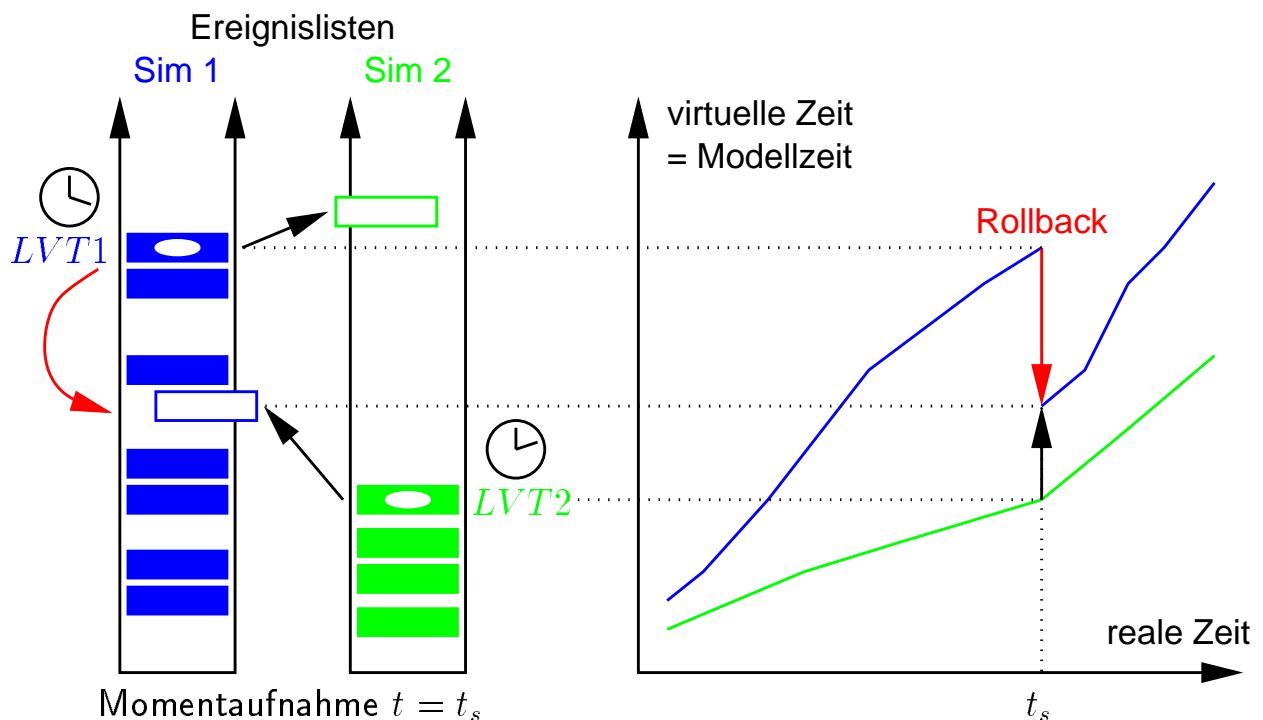 Ereignislisten
Sim 1
Sim 2
virtuelle Zeit
= Modellzeit
Rollback
LVT1
LVT2
reale Zeit
Momentaufnahme t = t_s
t_s